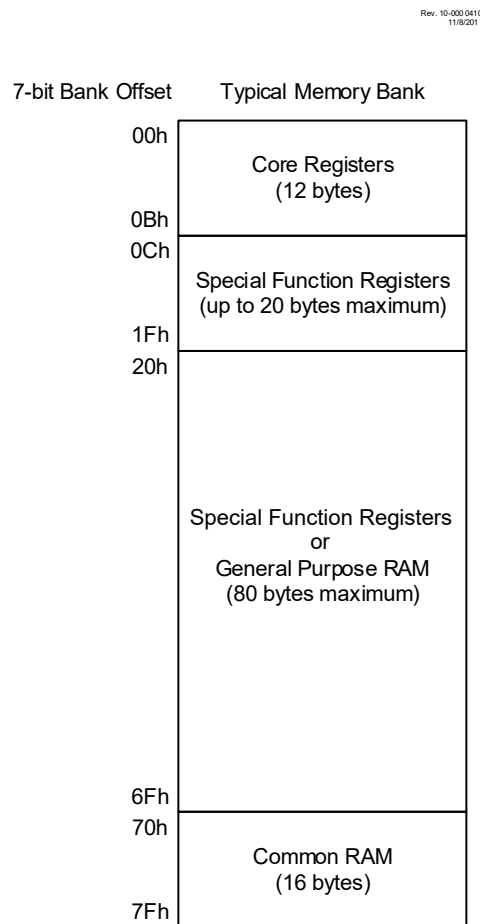 Rev. 10-000 041
11/8/201
7-bit Bank Offset Typical Memory Bank
00h
Core Registers
(12 bytes)
0Bh
0Ch
Special Function Registers
(up to 20 bytes maximum)
1Fh
20h
Special Function Registers
or
General Purpose RAM
(80 bytes maximum)
6Fh
70h
Common RAM
(16 bytes)
7Fh